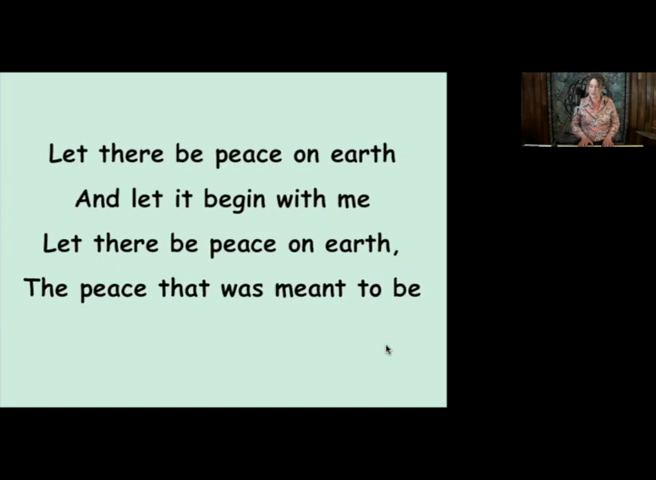 Let there be peace on earth
And let it begin with me
Let there be peace on earth,
The peace that was meant to be